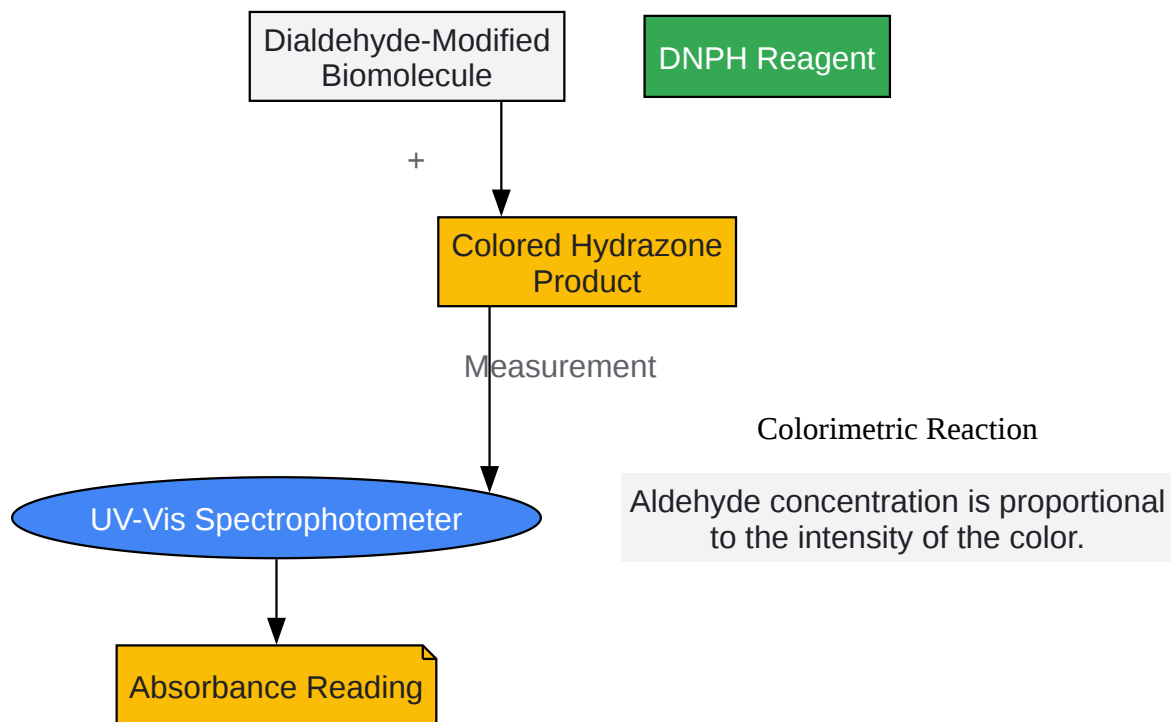 Dialdehyde-Modified
Biomolecule
DNPH Reagent
+
Colored Hydrazone
Product
Measurement
Colorimetric Reaction
Aldehyde concentration is proportional
to the intensity of the color.
UV-Vis Spectrophotometer
Absorbance Reading